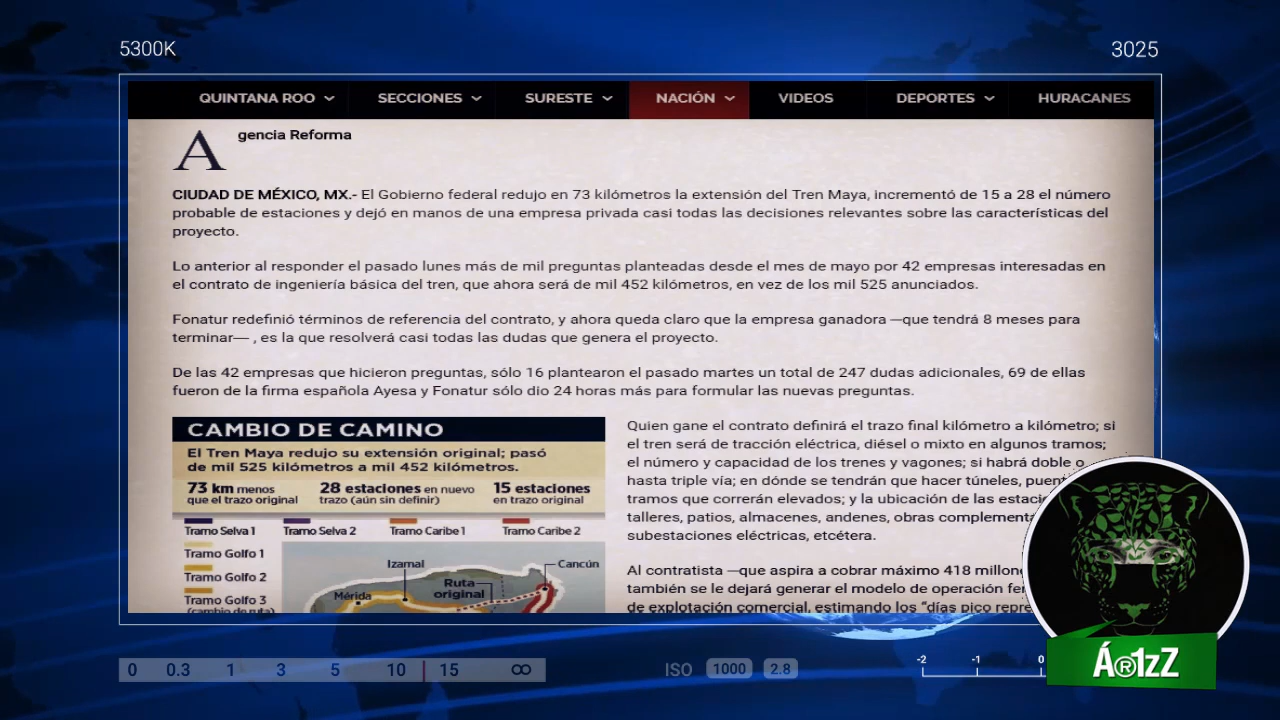 5300K
3025
QUINTANA ROO
SECCIONES
SURESTE
NACIÓN
VIDEOS
DEPORTES
HURACANES
Agencia Reforma
CIUDAD DE MÉXICO, MX.- El Gobierno federal redujo en 73 kilómetros la extensión del Tren Maya, incrementó de 15 a 28 el número
probable de estaciones y dejó en manos de una empresa privada casi todas las decisiones relevantes sobre las características del
proyecto.
Lo anterior al responder el pasado lunes más de mil preguntas planteadas desde el mes de mayo por 42 empresas interesadas en
el contrato de ingeniería básica del tren, que ahora será de mil 452 kilómetros, en vez de los mil 525 anunciados.
Fonatur redefinió términos de referencia del contrato, y ahora queda claro que la empresa ganadora —que tendrá 8 meses para
terminar— , es la que resolverá casi todas las dudas que genera el proyecto.
De las 42 empresas que hicieron preguntas, sólo 16 plantearon el pasado martes un total de 247 dudas adicionales, 69 de ellas
fueron de la firma española Ayesa y Fonatur sólo dio 24 horas más para formular las nuevas preguntas.
CAMBIO DE CAMINO
El Tren Maya redujo su extensión original; pasó
de mil 525 kilómetros a mil 452 kilómetros.
73 km menos
que el trazo original
28 estaciones en nuevo
trazo (aún sin definir)
15 estaciones
en trazo original
Tramo Selva 1
Tramo Selva 2
Tramo Caribe 1
Tramo Caribe 2
Tramo Golfo 1
Tramo Golfo 2
Tramo Golfo 3
(cambio de ruta)
Izamal
Cancún
Ruta
original
Mérida
Quien gane el contrato definirá el trazo final kilómetro a kilómetro; si
el tren será de tracción eléctrica, diésel o mixto en algunos tramos;
el número y capacidad de los trenes y vagones; si habrá doble o
hasta triple vía; en dónde se tendrán que hacer túneles,
tramos que correrán elevados; y la ubicación de las
talleres, patios, almacenes, andenes, obras
subestaciones eléctricas, etcétera.
Al contratista —que aspira a cobrar máximo 418
también se le dejará generar el modelo de operación
de explotación comercial, estimando los “días pico
0 0.3 1 3 5 10 15 ∞
ISO 1000 2.8
-2 -1 0
Á®1zZ